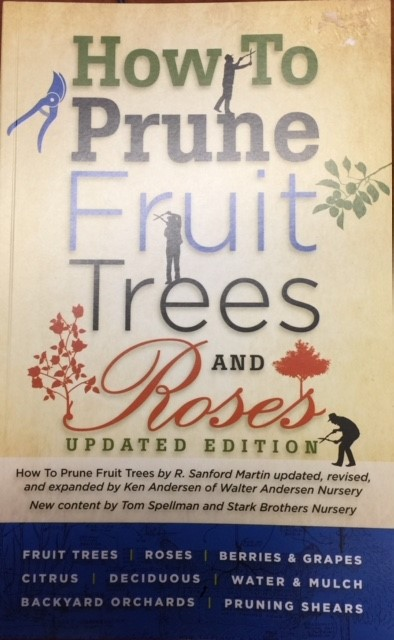 How To
Prune
Fruit
Trees
AND
Roses
UPDATED EDITION
How To Prune Fruit Trees by R. Sanford Martin updated, revised,
and expanded by Ken Andersen of Walter Andersen Nursery
New content by Tom Spellman and Stark Brothers Nursery
FRUIT TREES | ROSES | BERRIES & GRAPES
CITRUS | DECIDUOUS | WATER & MULCH
BACKYARD ORCHARDS | PRUNING SHEARS